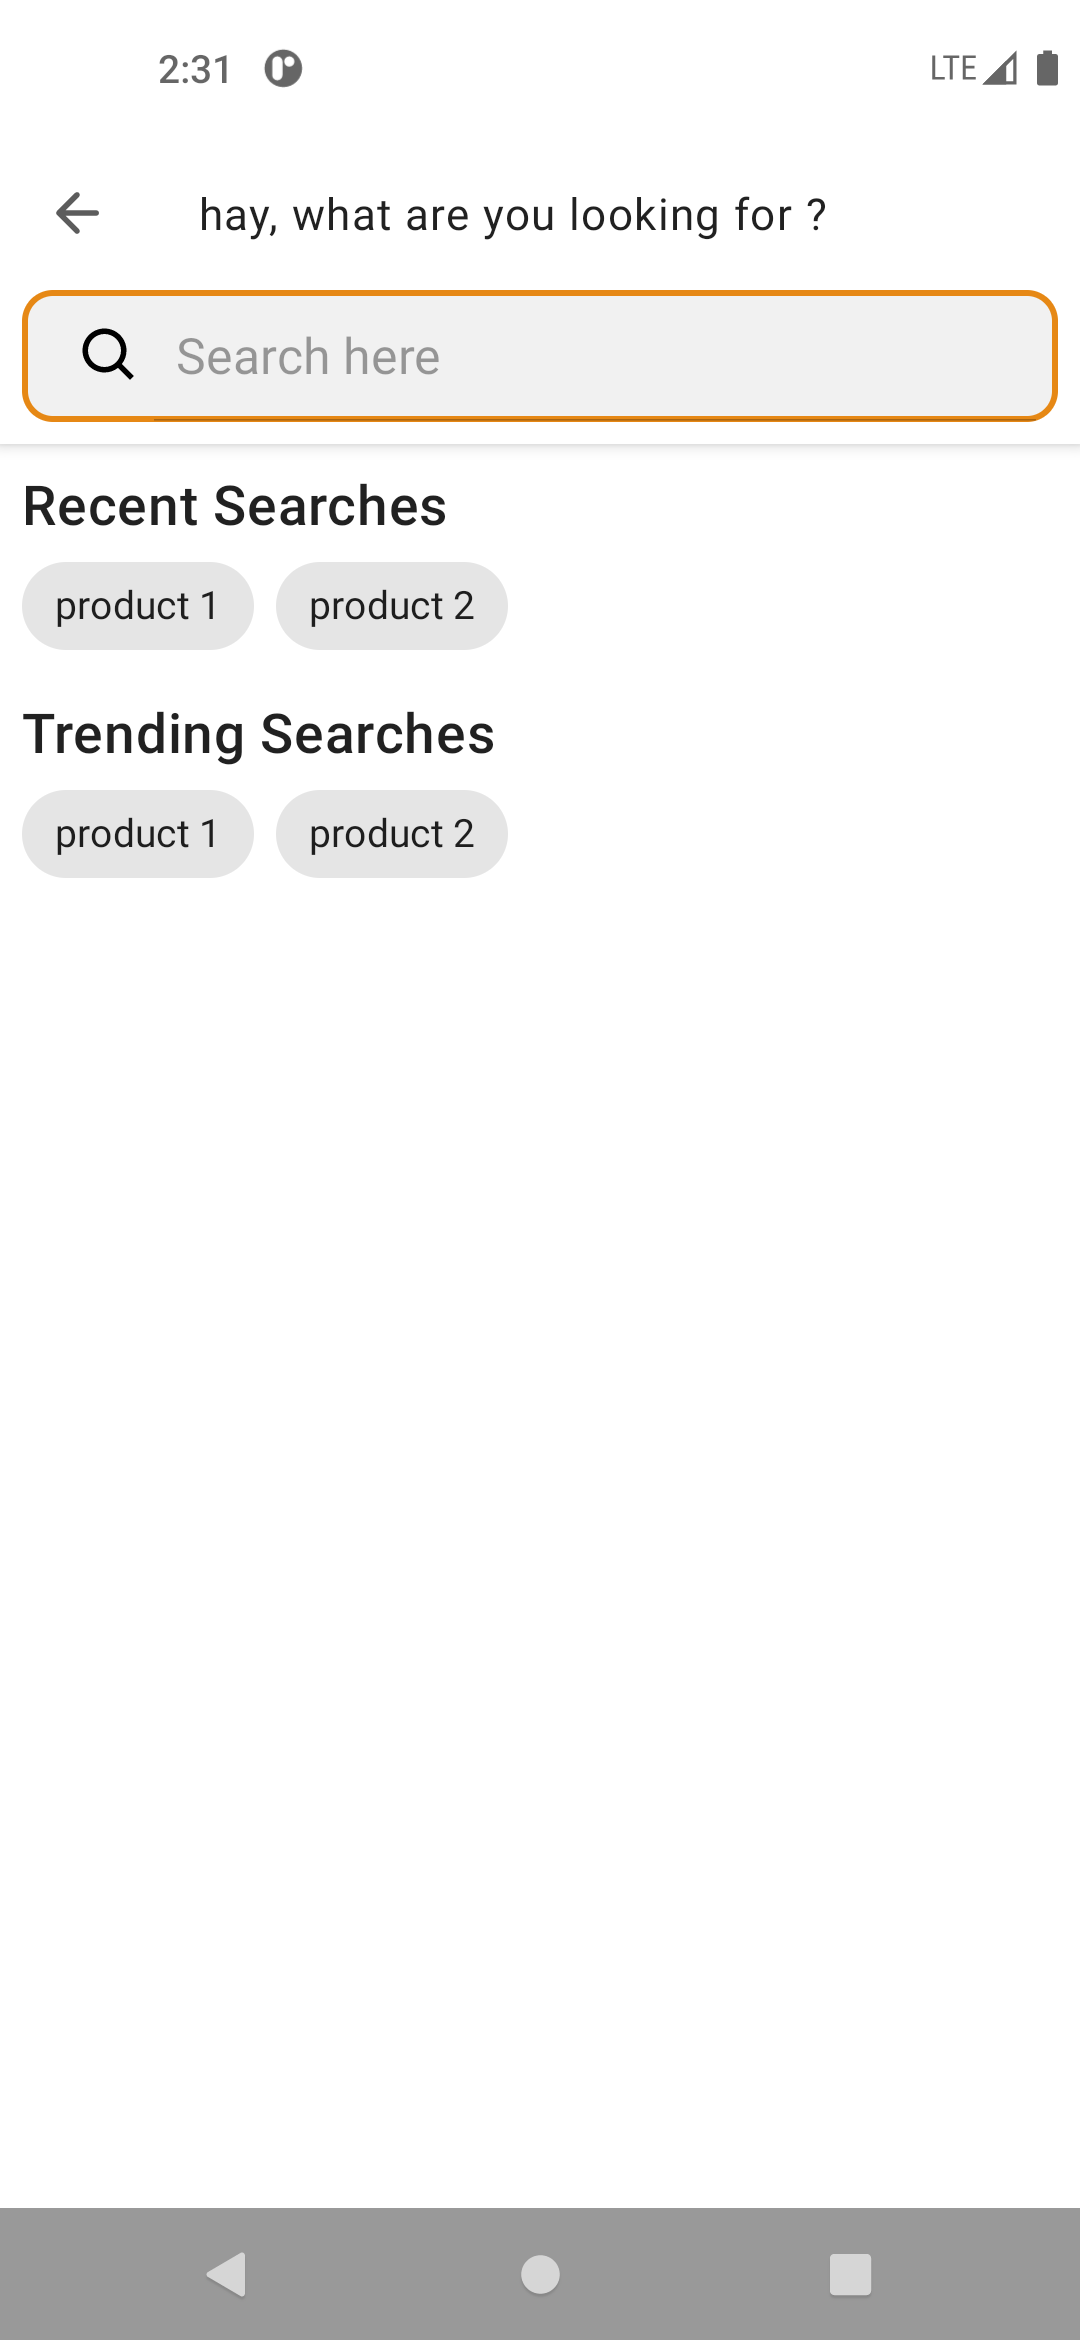 2:31
LTE
hay, what are you looking for ?
Search here
Recent Searches
product 1
product 2
Trending Searches
product 1
product 2